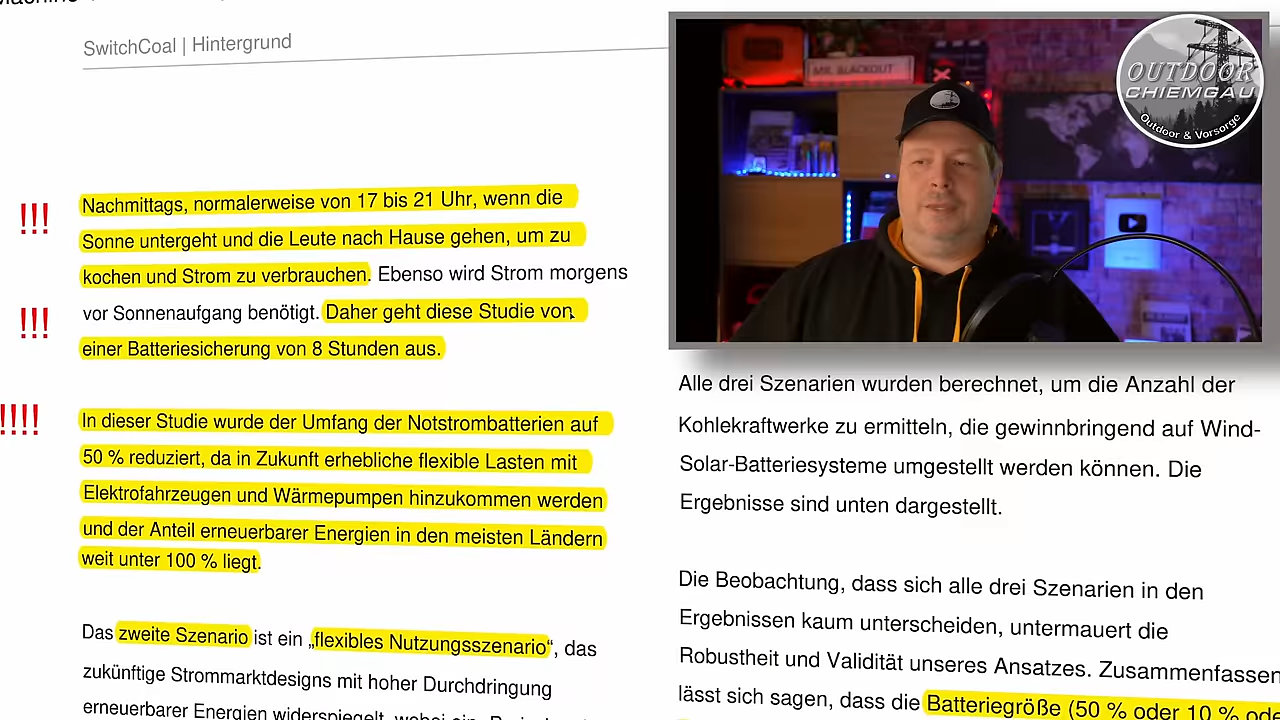 SwitchCoal | Hintergrund
!!!
Nachmittags, normalerweise von 17 bis 21 Uhr, wenn die
Sonne untergeht und die Leute nach Hause gehen, um zu
kochen und Strom zu verbrauchen. Ebenso wird Strom morgens
!!!
vor Sonnenaufgang benötigt. Daher geht diese Studie von
einer Batteriesicherung von 8 Stunden aus.
!!!!
In dieser Studie wurde der Umfang der Notstrombatterien auf
50 % reduziert, da in Zukunft erhebliche flexible Lasten mit
Elektrofahrzeugen und Wärmepumpen hinzukommen werden
und der Anteil erneuerbarer Energien in den meisten Ländern
weit unter 100 % liegt.
Das zweite Szenario ist ein „flexibles Nutzungsszenario“, das
zukünftige Strommarktdesigns mit hoher Durchdringung
erneuerbarer Energien widerspiegelt, wobei ein
MR. BLACKOUT
OUTDOOR
CHIEMGAU
Outdoor & Vorsorge
Alle drei Szenarien wurden berechnet, um die Anzahl der
Kohlekraftwerke zu ermitteln, die gewinnbringend auf Wind-
Solar-Batteriesysteme umgestellt werden können. Die
Ergebnisse sind unten dargestellt.
Die Beobachtung, dass sich alle drei Szenarien in den
Ergebnissen kaum unterscheiden, untermauert die
Robustheit und Validität unseres Ansatzes. Zusammenfassen
lässt sich sagen, dass die Batteriegröße (50 % oder 10 % ode